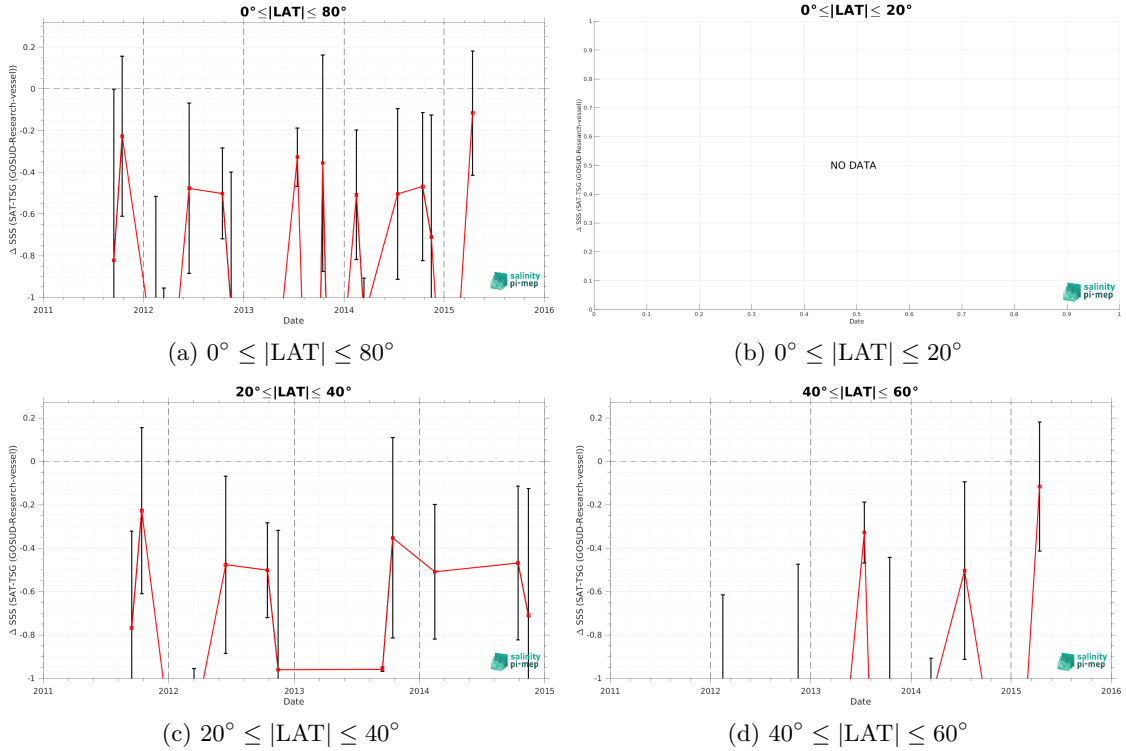 0°≤|LAT|≤ 80°
Δ SSS (SAT-TSG (GOSUD-Research-vessel))
0.2
0
-0.2
-0.4
-0.6
-0.8
-1
2011 2012 2013 2014 2015 2016
Date
salinity
pi-mep
(a) 0° ≤ |LAT| ≤ 80°
0°≤|LAT|≤ 20°
Δ SSS (SAT-TSG (GOSUD-Research-vessel))
1
0.9
0.8
0.7
0.6
0.5
0.4
0.3
0.2
0.1
0
NO DATA
0 0.1 0.2 0.3 0.4 0.5 0.6 0.7 0.8 0.9 1
Date
salinity
pi-mep
(b) 0° ≤ |LAT| ≤ 20°
20°≤|LAT|≤ 40°
Δ SSS (SAT-TSG (GOSUD-Research-vessel))
0.2
0
-0.2
-0.4
-0.6
-0.8
-1
2011 2012 2013 2014 2015
Date
salinity
pi-mep
(c) 20° ≤ |LAT| ≤ 40°
40°≤|LAT|≤ 60°
Δ SSS (SAT-TSG (GOSUD-Research-vessel))
0.2
0
-0.2
-0.4
-0.6
-0.8
-1
2011 2012 2013 2014 2015 2016
Date
salinity
pi-mep
(d) 40° ≤ |LAT| ≤ 60°